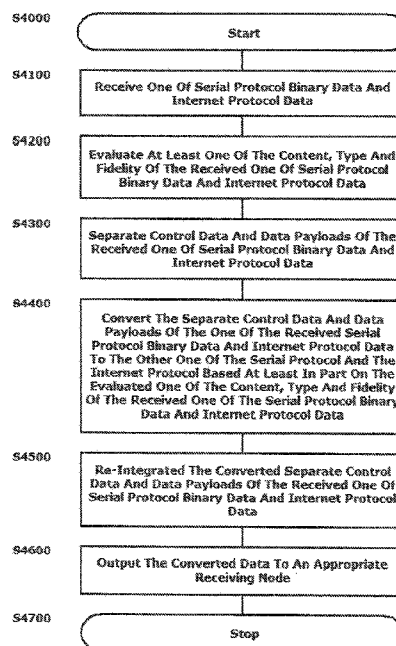 S4000
Start
S4100
Receive One Of Serial Protocol Binary Data And
Internet Protocol Data
S4200
Evaluate At Least One Of The Content, Type And
Fidelity Of The Received One Of Serial Protocol
Binary Data And Internet Protocol Data
S4300
Separate Control Data And Data Payloads Of The
Received One Of Serial Protocol Binary Data And
Internet Protocol Data
S4400
Convert The Separate Control Data And Data
Payloads Of The One Of The Received Serial
Protocol Binary Data And Internet Protocol Data
To The Other One Of The Serial Protocol And The
Internet Protocol Based At Least In Part On The
Evaluated One Of The Content, Type And Fidelity
Of The Received One Of The Serial Protocol Binary
Data And Internet Protocol Data
S4500
Re-Integrated The Converted Separate Control
Data And Data Payloads Of The Received One Of
Serial Protocol Binary Data And Internet Protocol
Data
S4600
Output The Converted Data To An Appropriate
Receiving Node
S4700
Stop